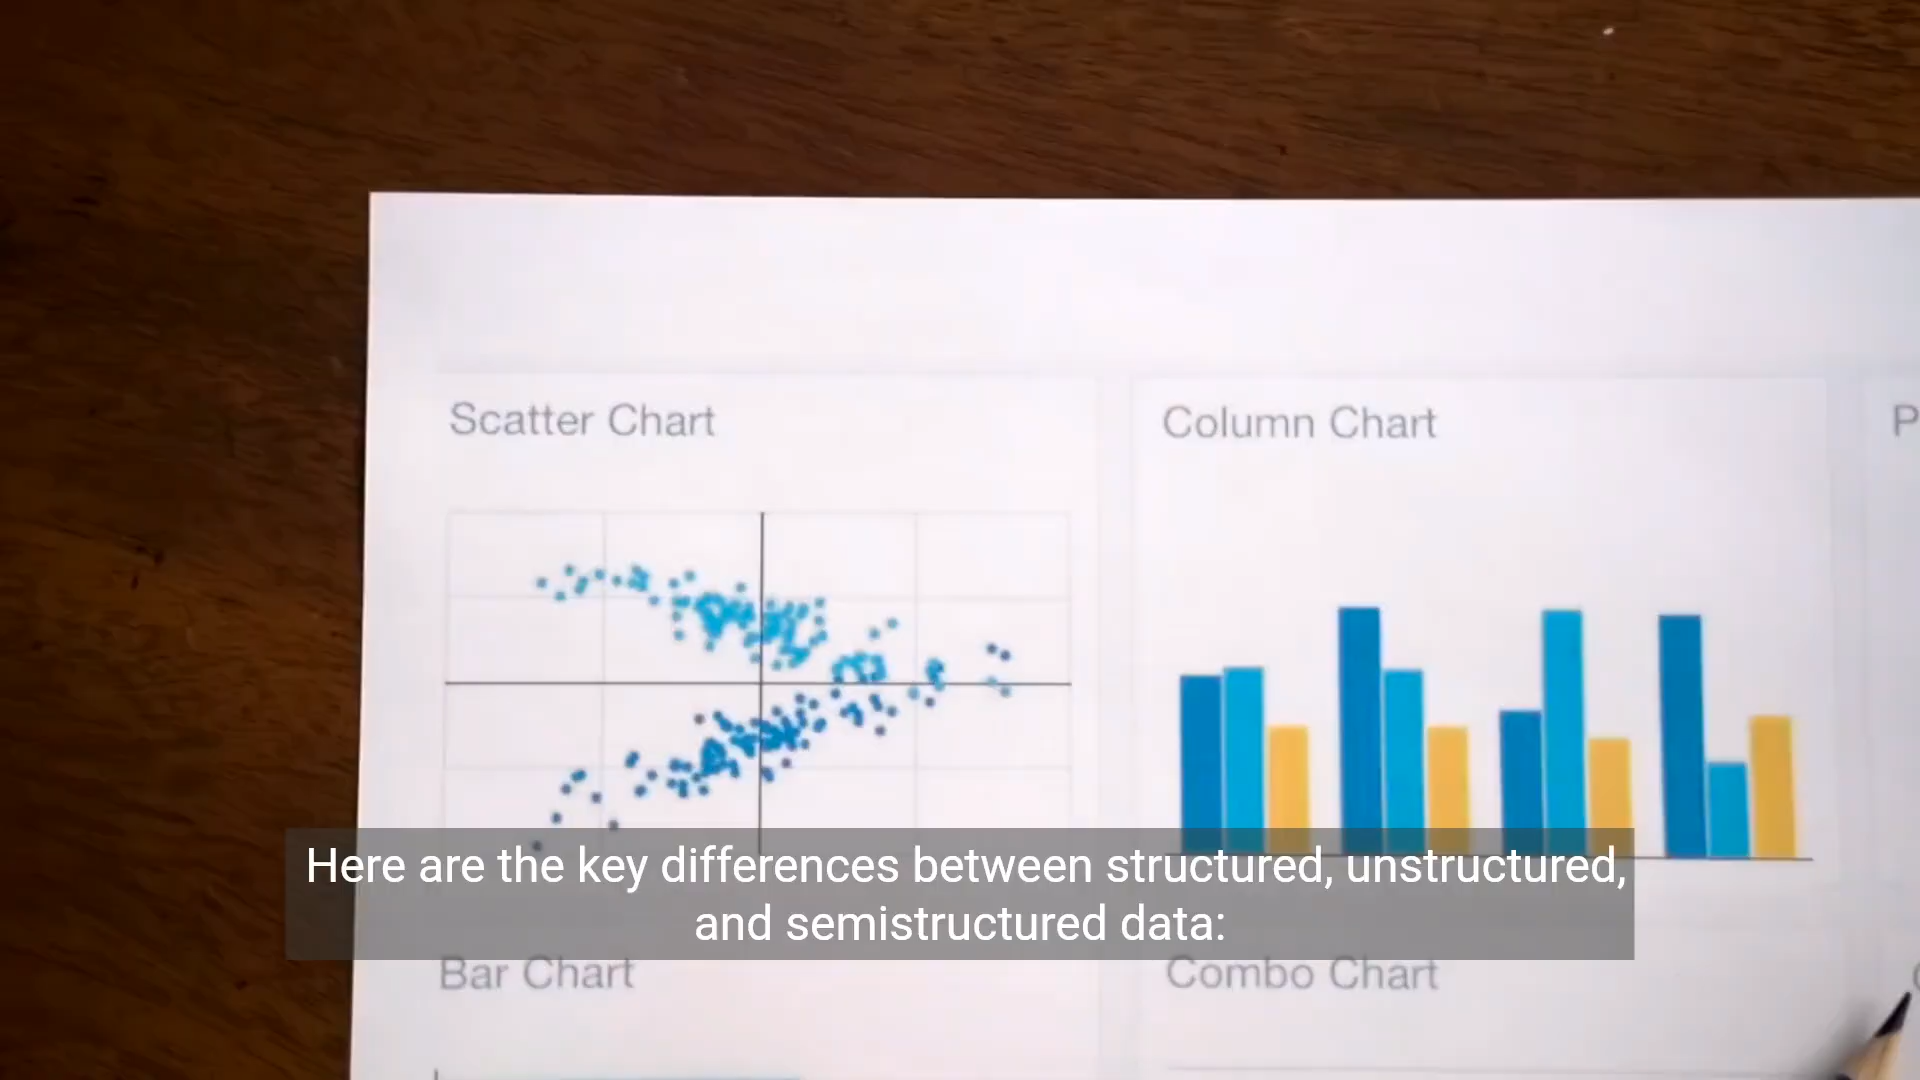 Scatter Chart
Column Chart
Here are the key differences between structured, unstructured,
and semistructured data:
Bar Chart
Combo Chart